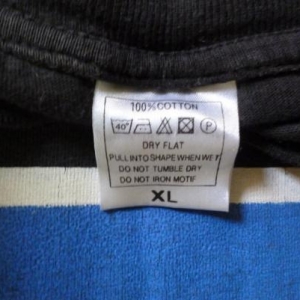 100% COTTON
40° P
DRY FLAT
PULL INTO SHAPE WHEN WET
DO NOT TUMBLE DRY
DO NOT IRON MOTIF
XL